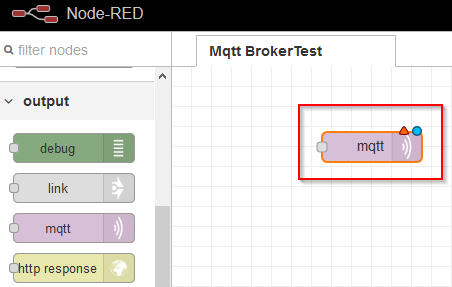 Node-RED
filter nodes
Mqtt BrokerTest
output
debug
link
mqtt
http response
mqtt